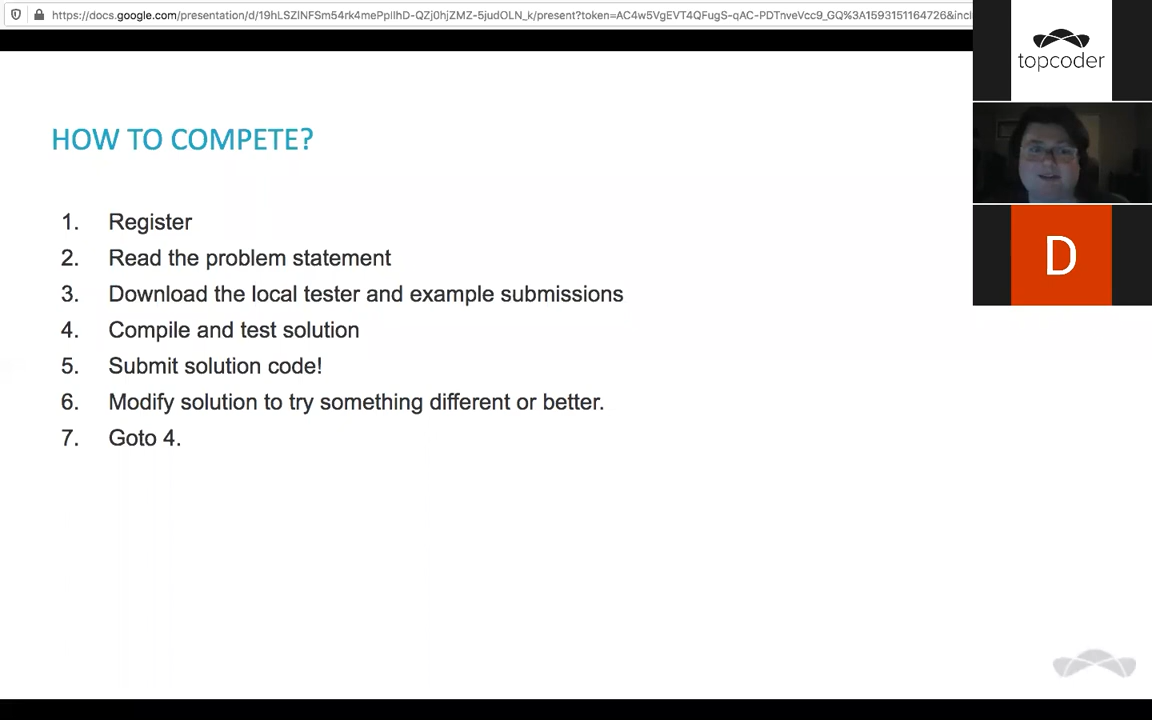 https://docs.google.com/presentation/d/19hLSZlNFSm54rk4mePpIlhD-QZj0hjZMZ-5judOLN_k/present?token=AC4w5VgEVT4QFugS-qAC-PDTnveVcc9_GQ%3A1593151164726&incl
topcoder
HOW TO COMPETE?
D
1. Register
2. Read the problem statement
3. Download the local tester and example submissions
4. Compile and test solution
5. Submit solution code!
6. Modify solution to try something different or better.
7. Goto 4.